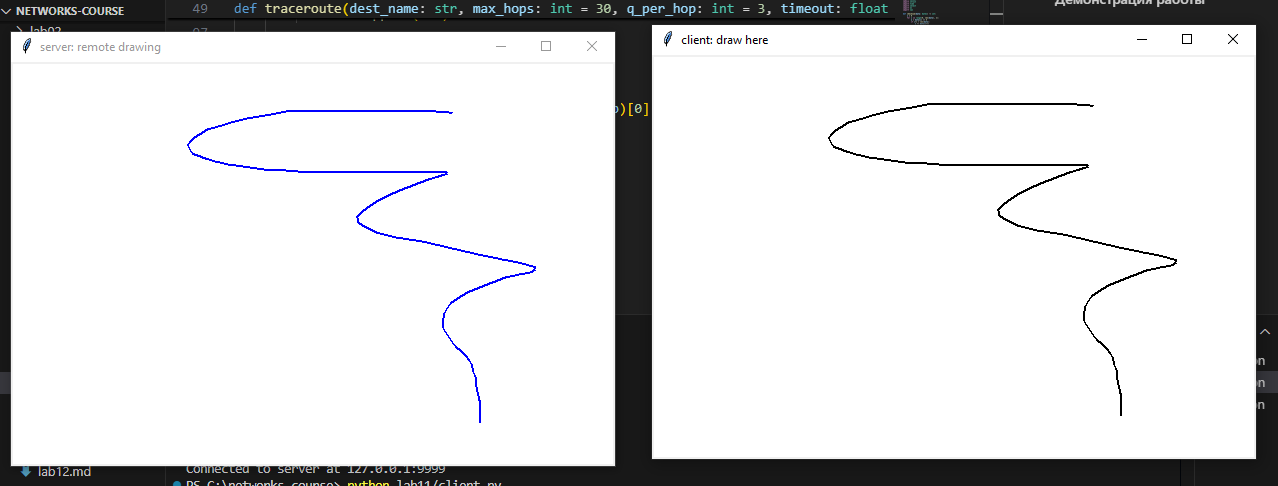 NETWORKS-COURSE
49 def traceroute(dest_name: str, max_hops: int = 30, q_per_hop: int = 3, timeout: float
Демонстрация работы
server: remote drawing
client: draw here
)[0]
lab12.md
Connected to server at 127.0.0.1:9999
PS C:\networks-course> python lab11/client.py